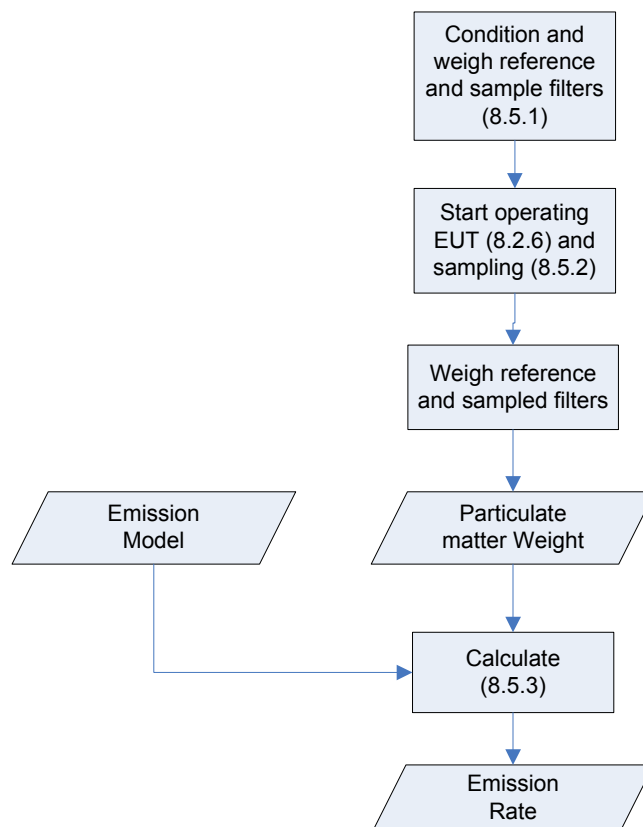 Condition and
weigh reference
and sample filters
(8.5.1)
Start operating
EUT (8.2.6) and
sampling (8.5.2)
Weigh reference
and sampled filters
Emission
Model
Particulate
matter Weight
Calculate
(8.5.3)
Emission
Rate